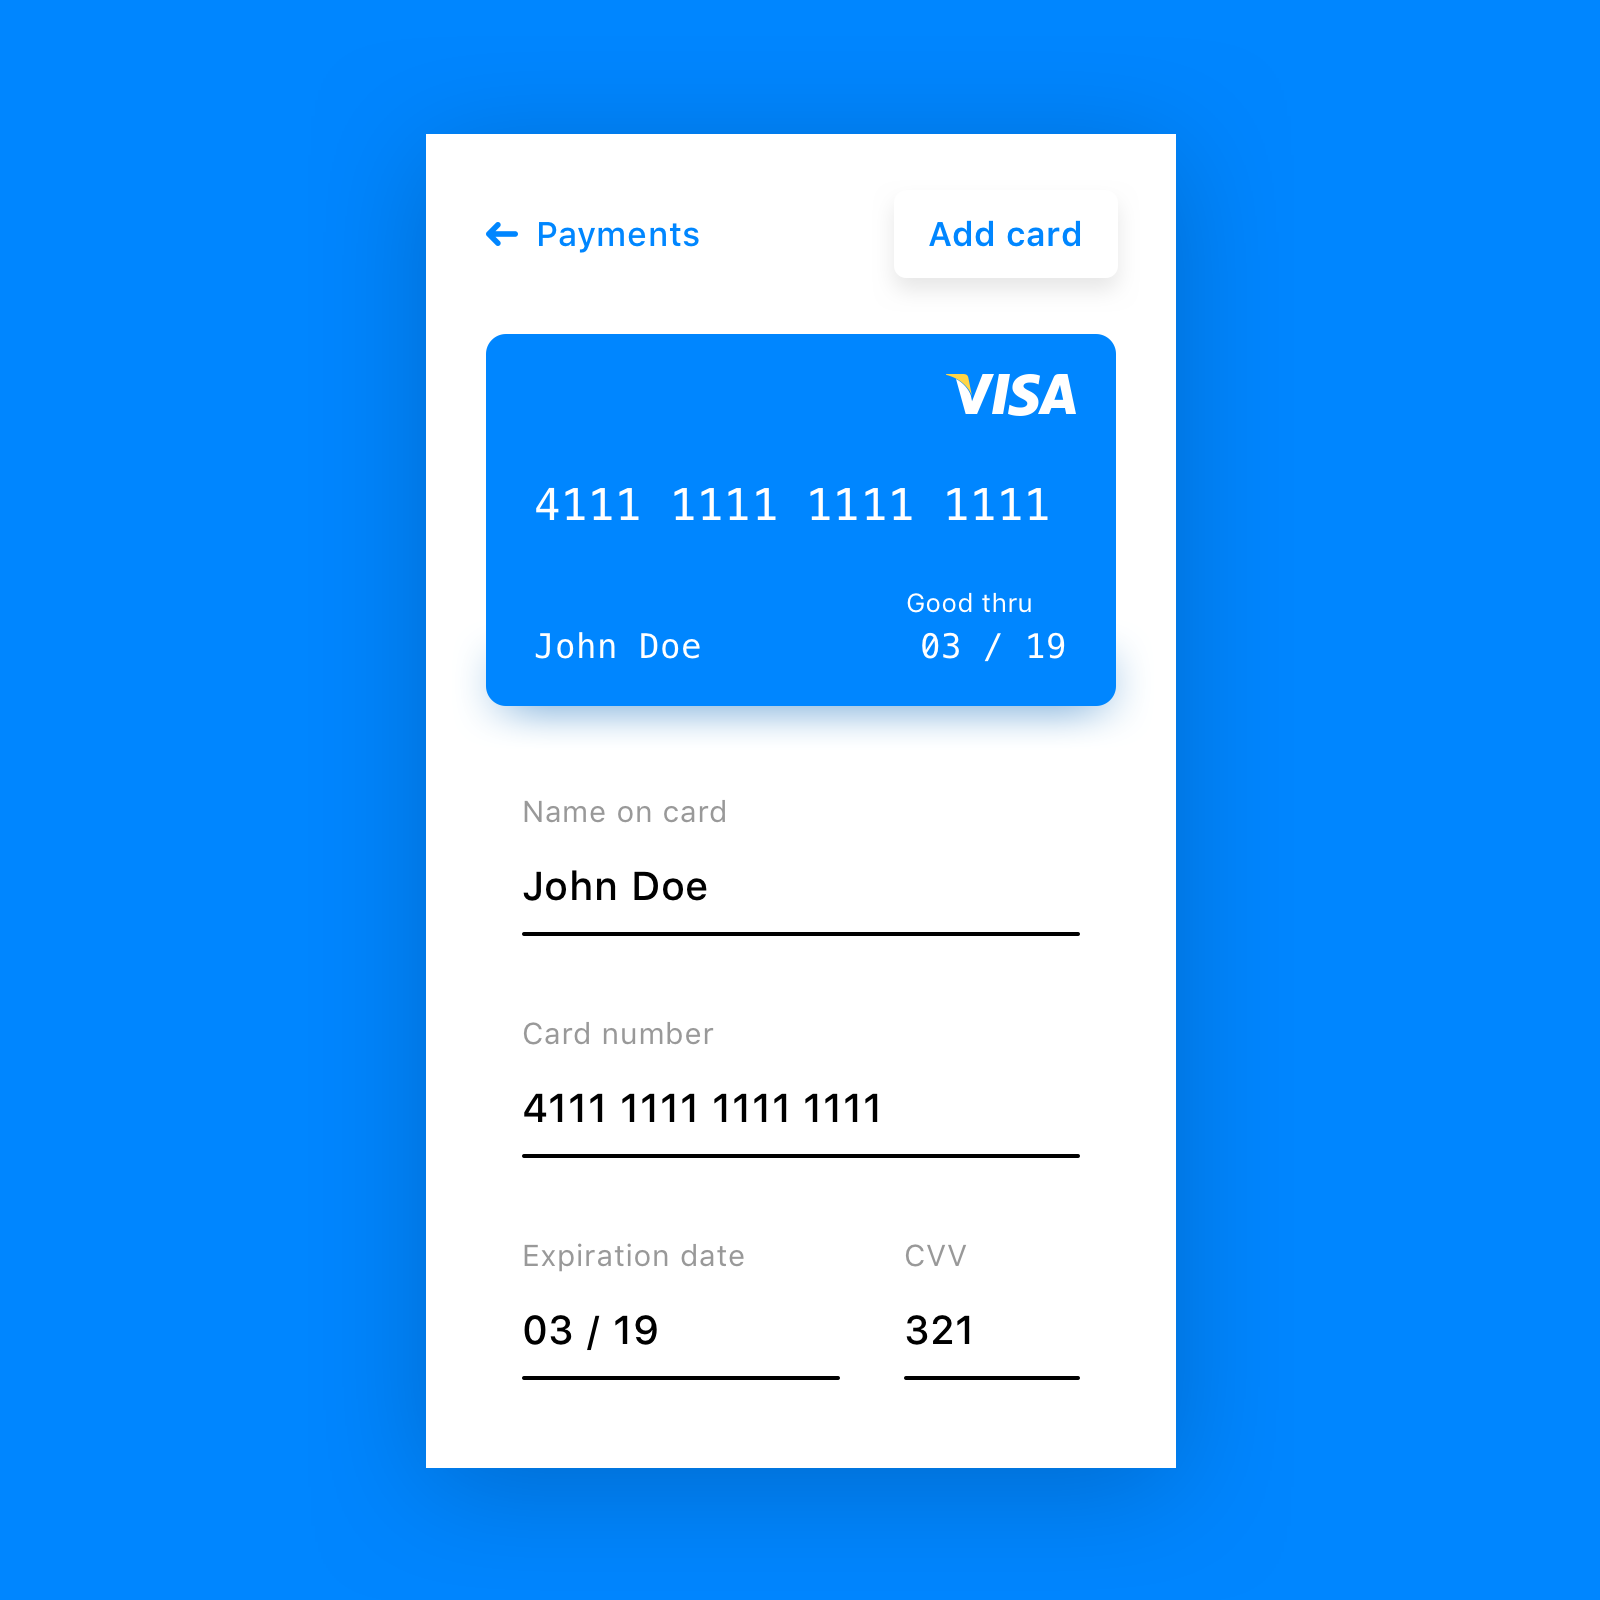 Payments
Add card
VISA
4111 1111 1111 1111
Good thru
John Doe
03 / 19
Name on card
John Doe
Card number
4111 1111 1111 1111
Expiration date
CVV
03 / 19
321